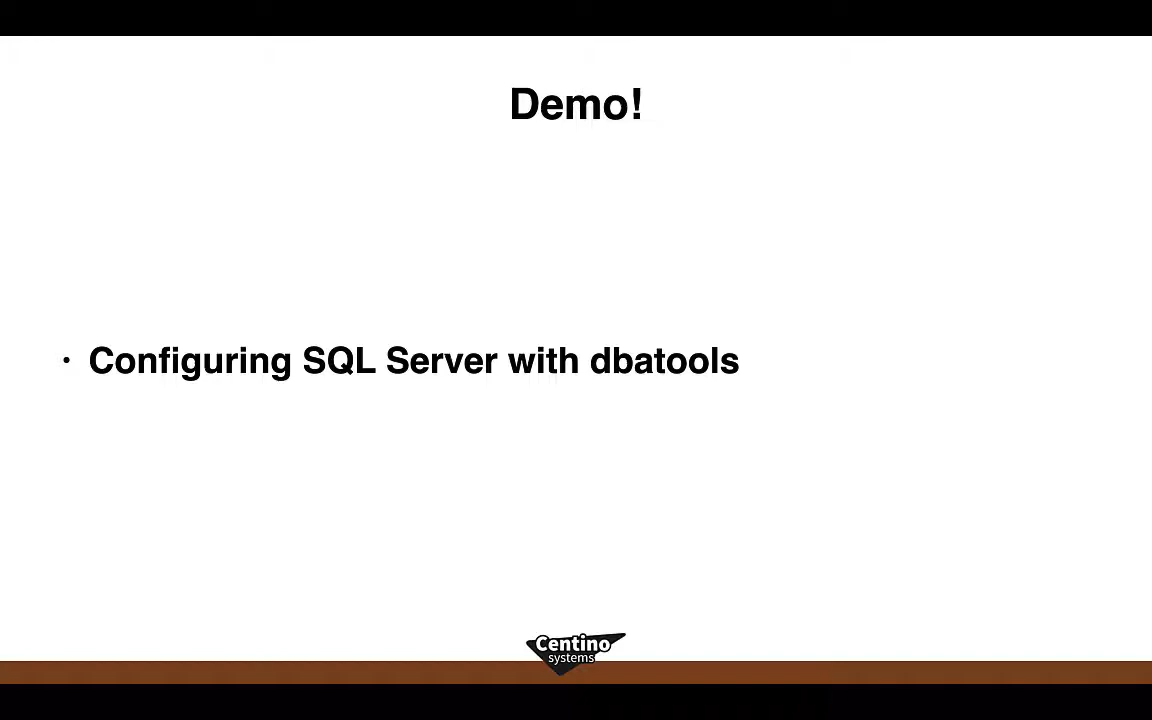 Demo!
• Configuring SQL Server with dbatools
Centino
systems